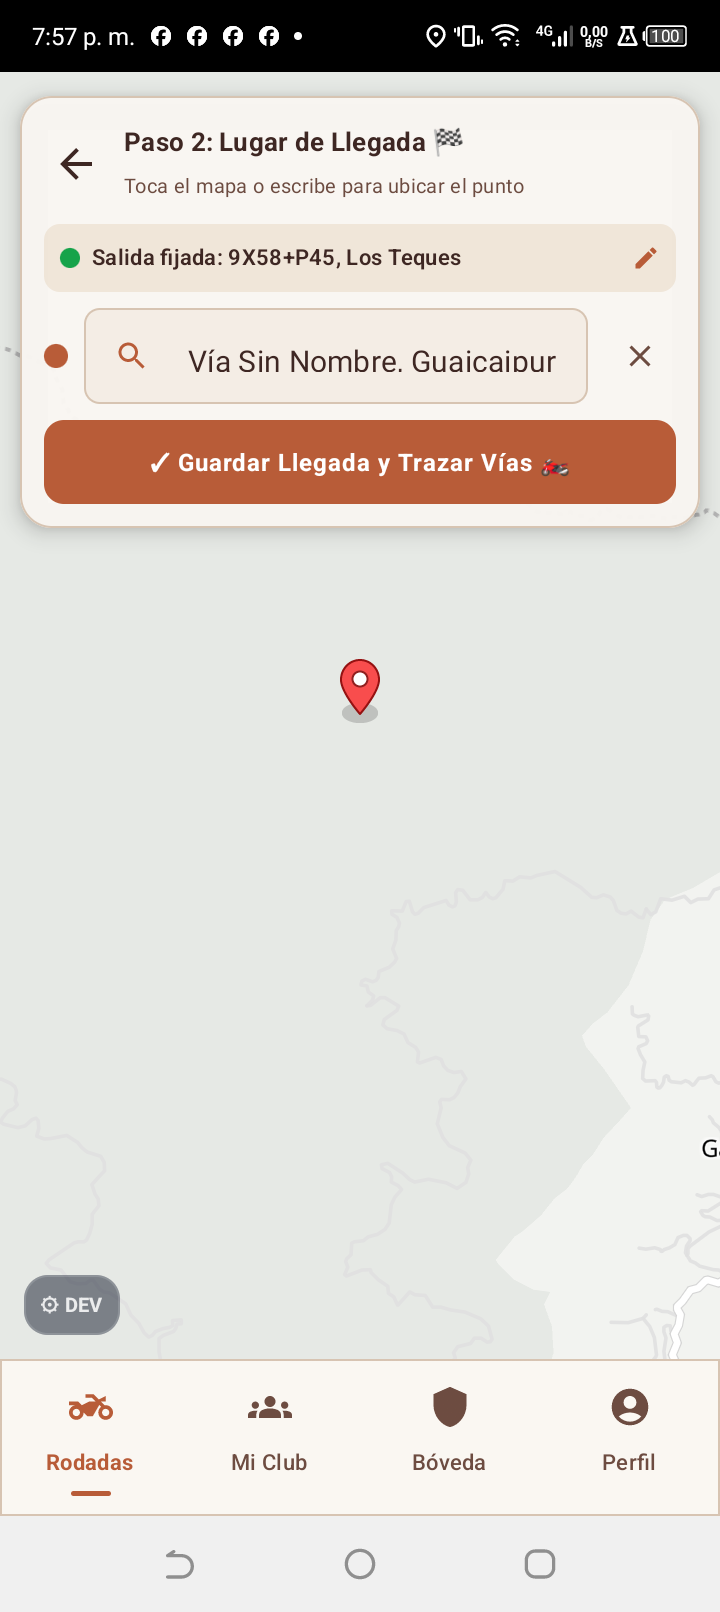 7:57 p. m.
4G
0,00
B/S
100
Paso 2: Lugar de Llegada 🏁
Toca el mapa o escribe para ubicar el punto
Salida fijada: 9X58+P45, Los Teques
Vía Sin Nombre, Guaicaipur
✓ Guardar Llegada y Trazar Vías 🏍️
Ga
DEV
Rodadas
Mi Club
Bóveda
Perfil